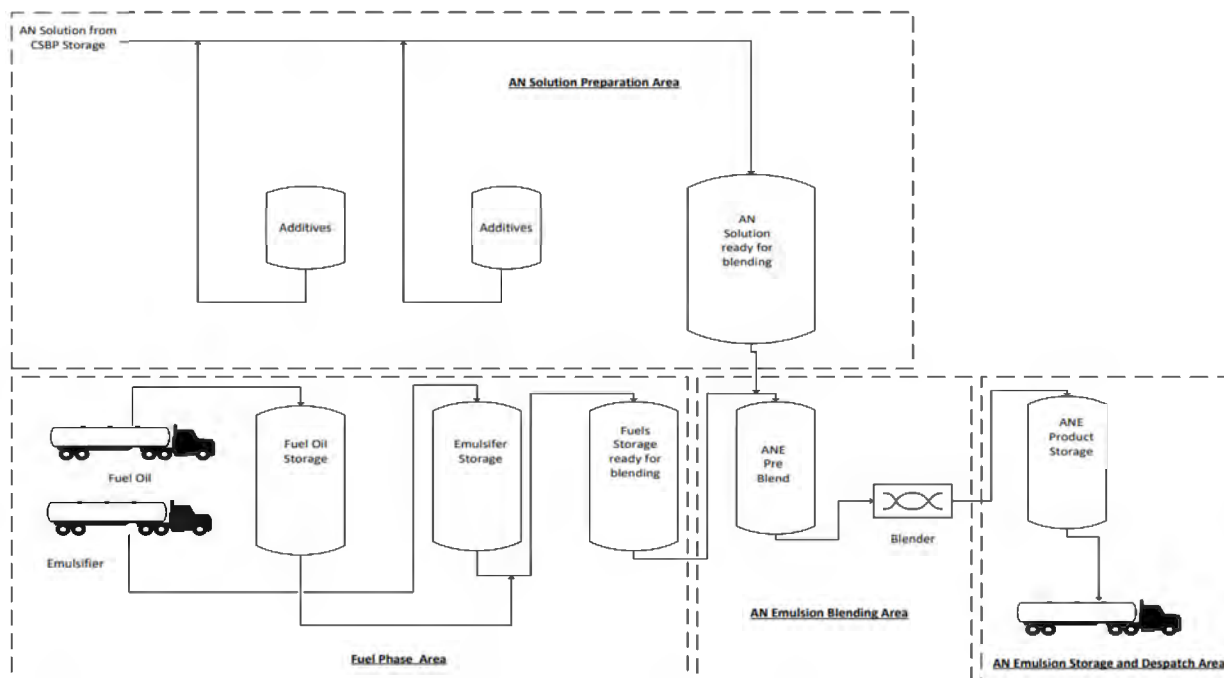 AN Solution from
CSBP Storage
AN Solution Preparation Area
Additives
Additives
AN
Solution
ready for
blending
Fuel Oil
Emulsifier
Fuel Oil
Storage
Emulsifer
Storage
Fuels
Storage
ready for
blending
Fuel Phase Area
ANE
Pre
Blend
Blender
AN Emulsion Blending Area
ANE
Product
Storage
AN Emulsion Storage and Despatch Area